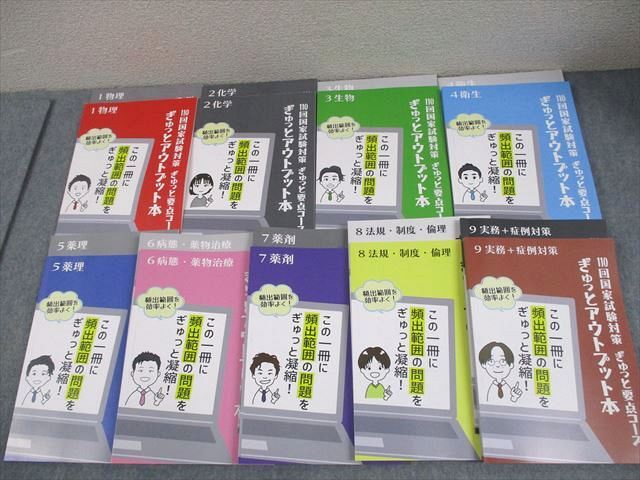 1 物理
1 物理
110回国家試験対策 ぎゅっと要点コース
ぎゅっとアウトプット本
頻出範囲を
効率よく!
この一冊に
頻出範囲の問題を
ぎゅっと凝縮!
2 化学
2 化学
110回国家試験対策 ぎゅっと要点コース
ぎゅっとアウトプット本
頻出範囲を
効率よく!
この一冊に
頻出範囲の問題を
ぎゅっと凝縮!
3 生物
3 生物
110回国家試験対策 ぎゅっと要点コース
ぎゅっとアウトプット本
頻出範囲を
効率よく!
この一冊に
頻出範囲の問題を
ぎゅっと凝縮!
4 衛生
110回国家試験対策 ぎゅっと要点コース
ぎゅっとアウトプット本
頻出範囲を
効率よく!
この一冊に
頻出範囲の問題を
ぎゅっと凝縮!
5 薬理
5 薬理
頻出範囲を
効率よく!
この一冊に
頻出範囲の問題を
ぎゅっと凝縮!
6 病態・薬物治療
6 病態・薬物治療
頻出範囲を
効率よく!
この一冊に
頻出範囲の問題を
ぎゅっと凝縮!
7 薬剤
7 薬剤
頻出範囲を
効率よく!
この一冊に
頻出範囲の問題を
ぎゅっと凝縮!
8 法規・制度・倫理
8 法規・制度・倫理
頻出範囲を
効率よく!
この一冊に
頻出範囲の問題を
ぎゅっと凝縮!
9 実務+症例対策
9 実務+症例対策
110回国家試験対策 ぎゅっと要点コース
ぎゅっとアウトプット本
頻出範囲を
効率よく!
この一冊に
頻出範囲の問題を
ぎゅっと凝縮!